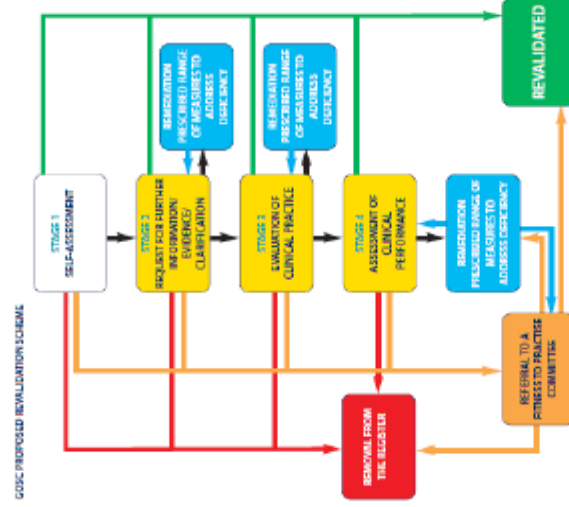 GOSC PROPOSED REVALIDATION SCHEME
STAGE 1
SELF-ASSESSMENT
STAGE 2
REQUEST FOR FURTHER
INFORMATION/
EVIDENCE/
CLARIFICATION
REMEDIATION
PRESCRIBED RANGE
OF MEASURES TO
ADDRESS
DEFICIENCY
STAGE 3
EVALUATION OF
CLINICAL PRACTICE
REMEDIATION
PRESCRIBED RANGE
OF MEASURES TO
ADDRESS
DEFICIENCY
STAGE 4
ASSESSMENT OF
CLINICAL
PERFORMANCE
REMOVAL FROM
THE REGISTER
REMEDIATION
PRESCRIBED RANGE OF
MEASURES TO
ADDRESS DEFICIENCY
REFERRAL TO A
FITNESS TO PRACTISE
COMMITTEE
REVALIDATED